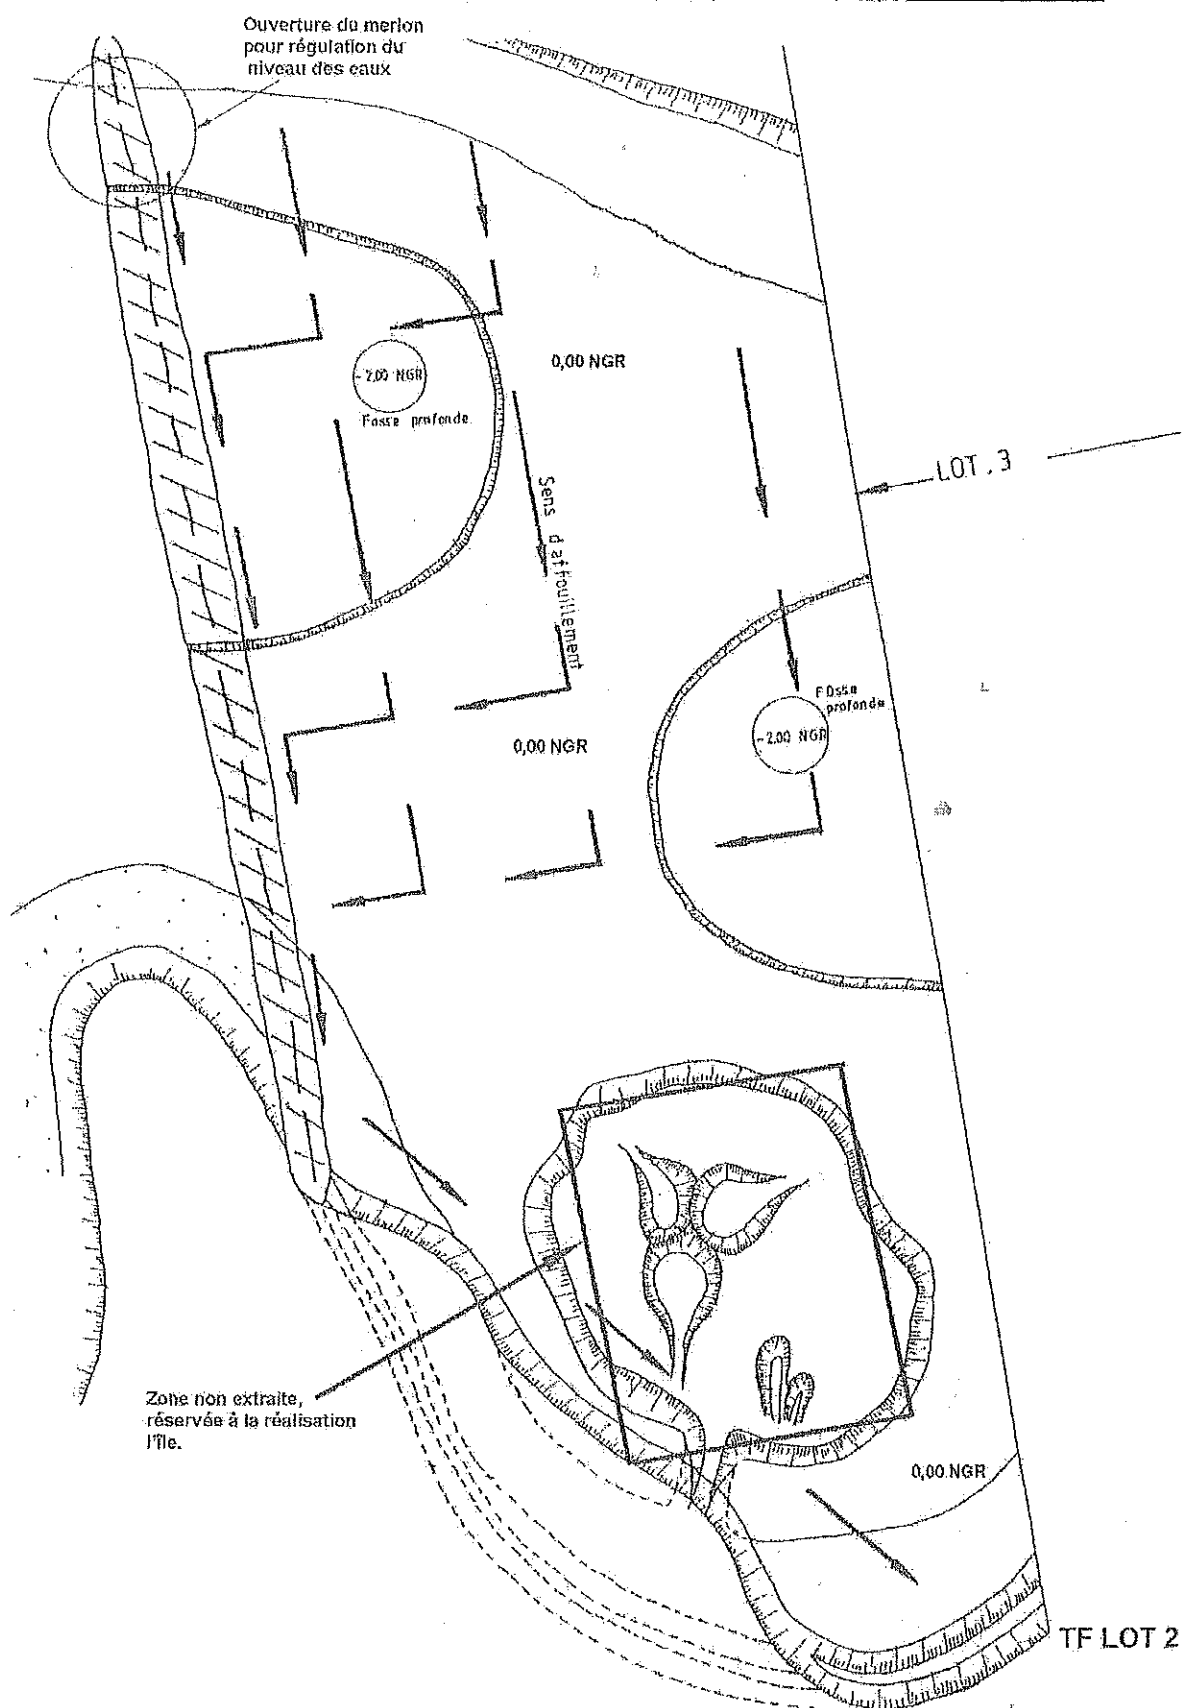 Ouverture du merlon
pour régulation du
niveau des eaux
0,00 NGR
- 2,00 NGR
Fosse profonde
LOT . 3
Sens d'affouillement
Fosse
profonde
- 2,00 NGR
0,00 NGR
Zone non extraite,
réservée à la réalisation
l'île.
0,00 NGR
TF LOT 2